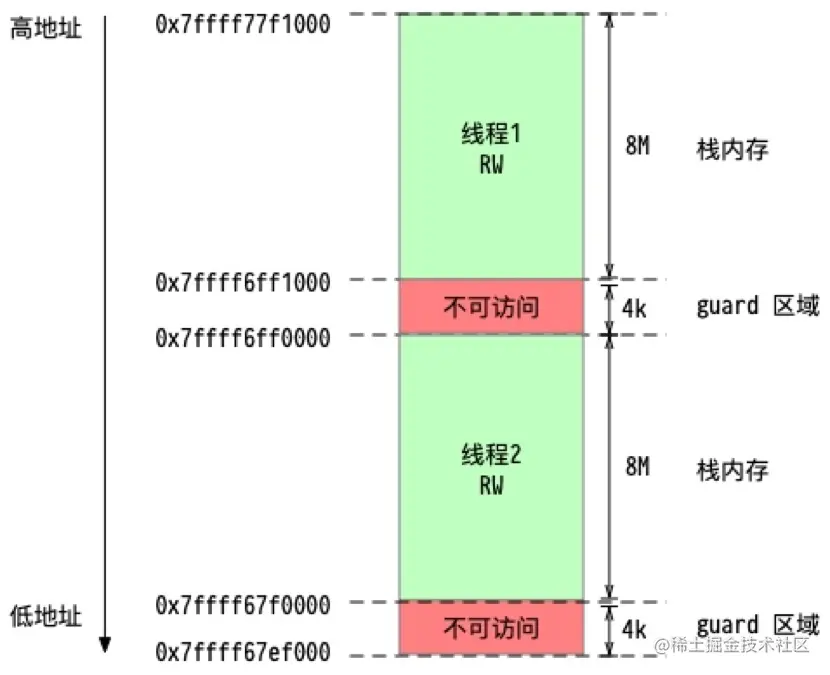 高地址
0x7ffff77f1000
线程1
RW
8M
栈内存
0x7ffff6ff1000
不可访问
4k
guard 区域
0x7ffff6ff0000
线程2
RW
8M
栈内存
低地址
0x7ffff67f0000
不可访问
4k
guard 区域
@稀土掘金技术社区
0x7ffff67ef000